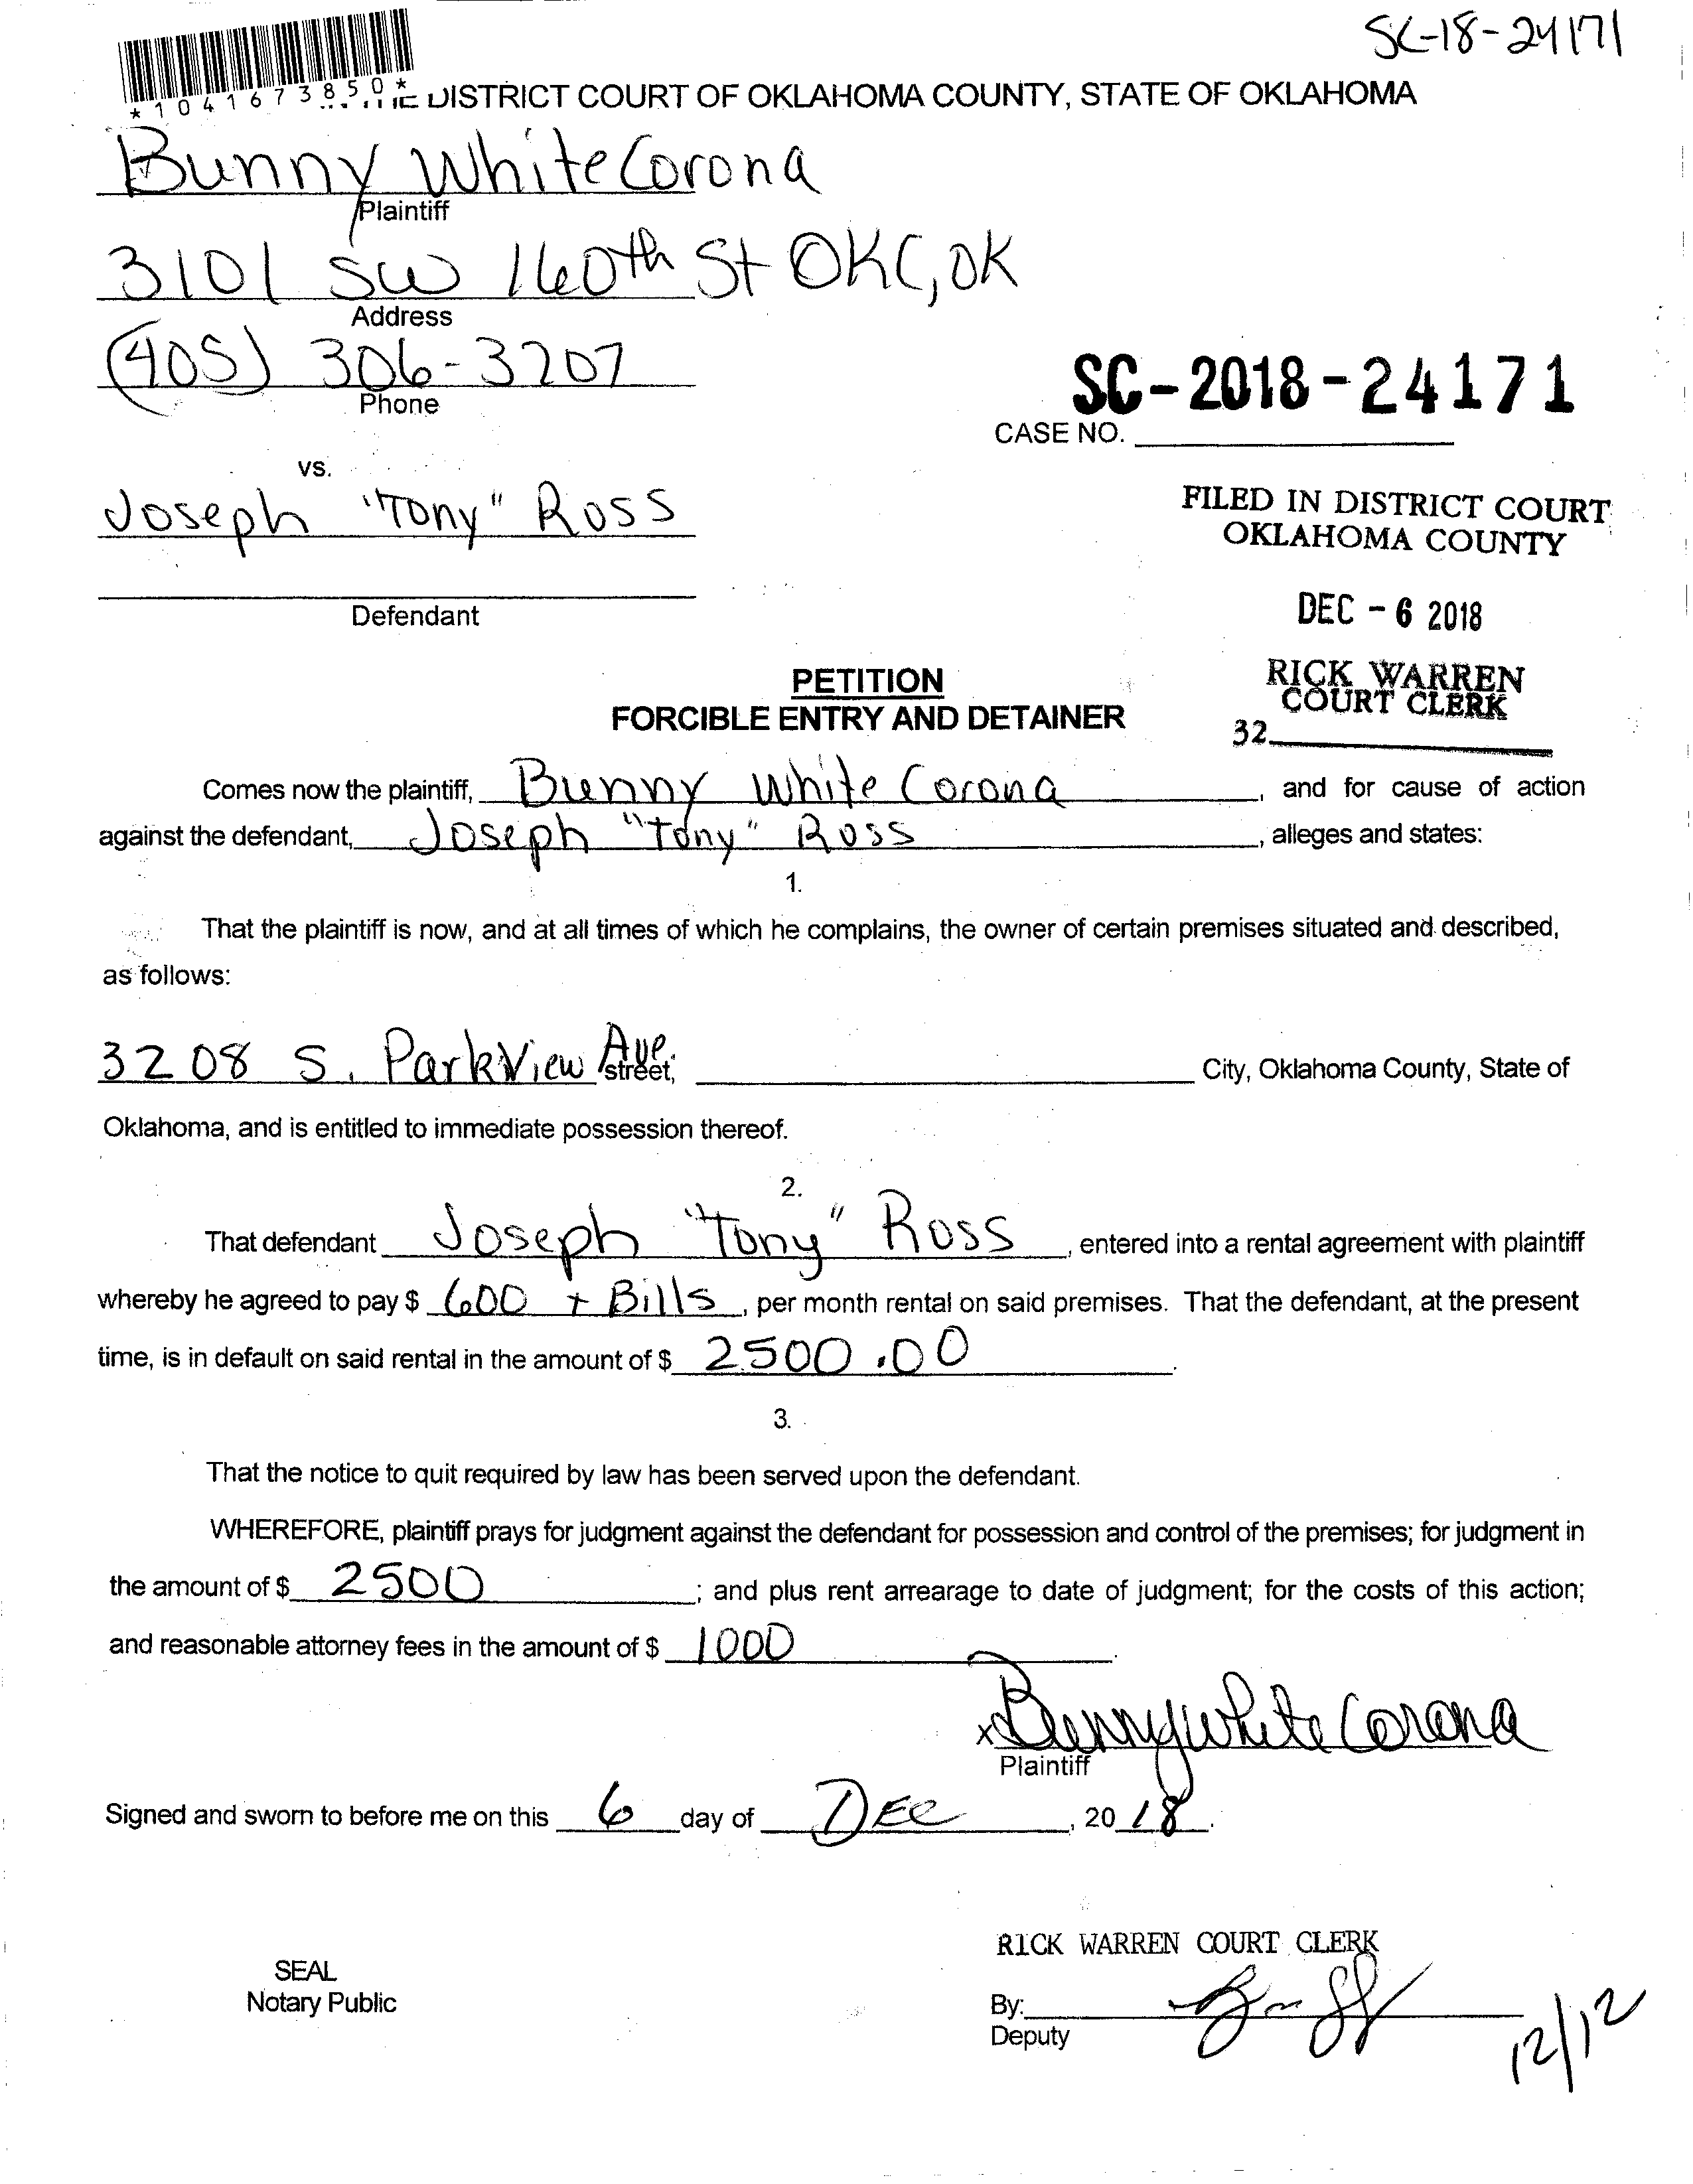 SC-18-24171
*1041673850*
DISTRICT COURT OF OKLAHOMA COUNTY, STATE OF OKLAHOMA
Bunny White Corona
Plaintiff
3101 SW 160th St OKC, OK
Address
(405) 306-3207
Phone
SC-2018-24171
CASE NO.
vs.
Joseph "Tony" Ross
FILED IN DISTRICT COURT
OKLAHOMA COUNTY
Defendant
DEC - 6 2018
PETITION
FORCIBLE ENTRY AND DETAINER
RICK WARREN
COURT CLERK
32
Comes now the plaintiff, Bunny White Corona, and for cause of action
against the defendant, Joseph "Tony" Ross, alleges and states:
1.
That the plaintiff is now, and at all times of which he complains, the owner of certain premises situated and described,
as follows:
3208 S. Parkview Ave. street, City, Oklahoma County, State of
Oklahoma, and is entitled to immediate possession thereof.
2.
That defendant Joseph "Tony" Ross, entered into a rental agreement with plaintiff
whereby he agreed to pay $ 600 + Bills, per month rental on said premises. That the defendant, at the present
time, is in default on said rental in the amount of $ 2500.00.
3.
That the notice to quit required by law has been served upon the defendant.
WHEREFORE, plaintiff prays for judgment against the defendant for possession and control of the premises; for judgment in
the amount of $ 2500; and plus rent arrearage to date of judgment; for the costs of this action;
and reasonable attorney fees in the amount of $ 1000.
x Bunny White Corona
Plaintiff
Signed and sworn to before me on this 6 day of DEC, 20 18.
RICK WARREN COURT CLERK
SEAL
Notary Public
By:
Deputy
12/12